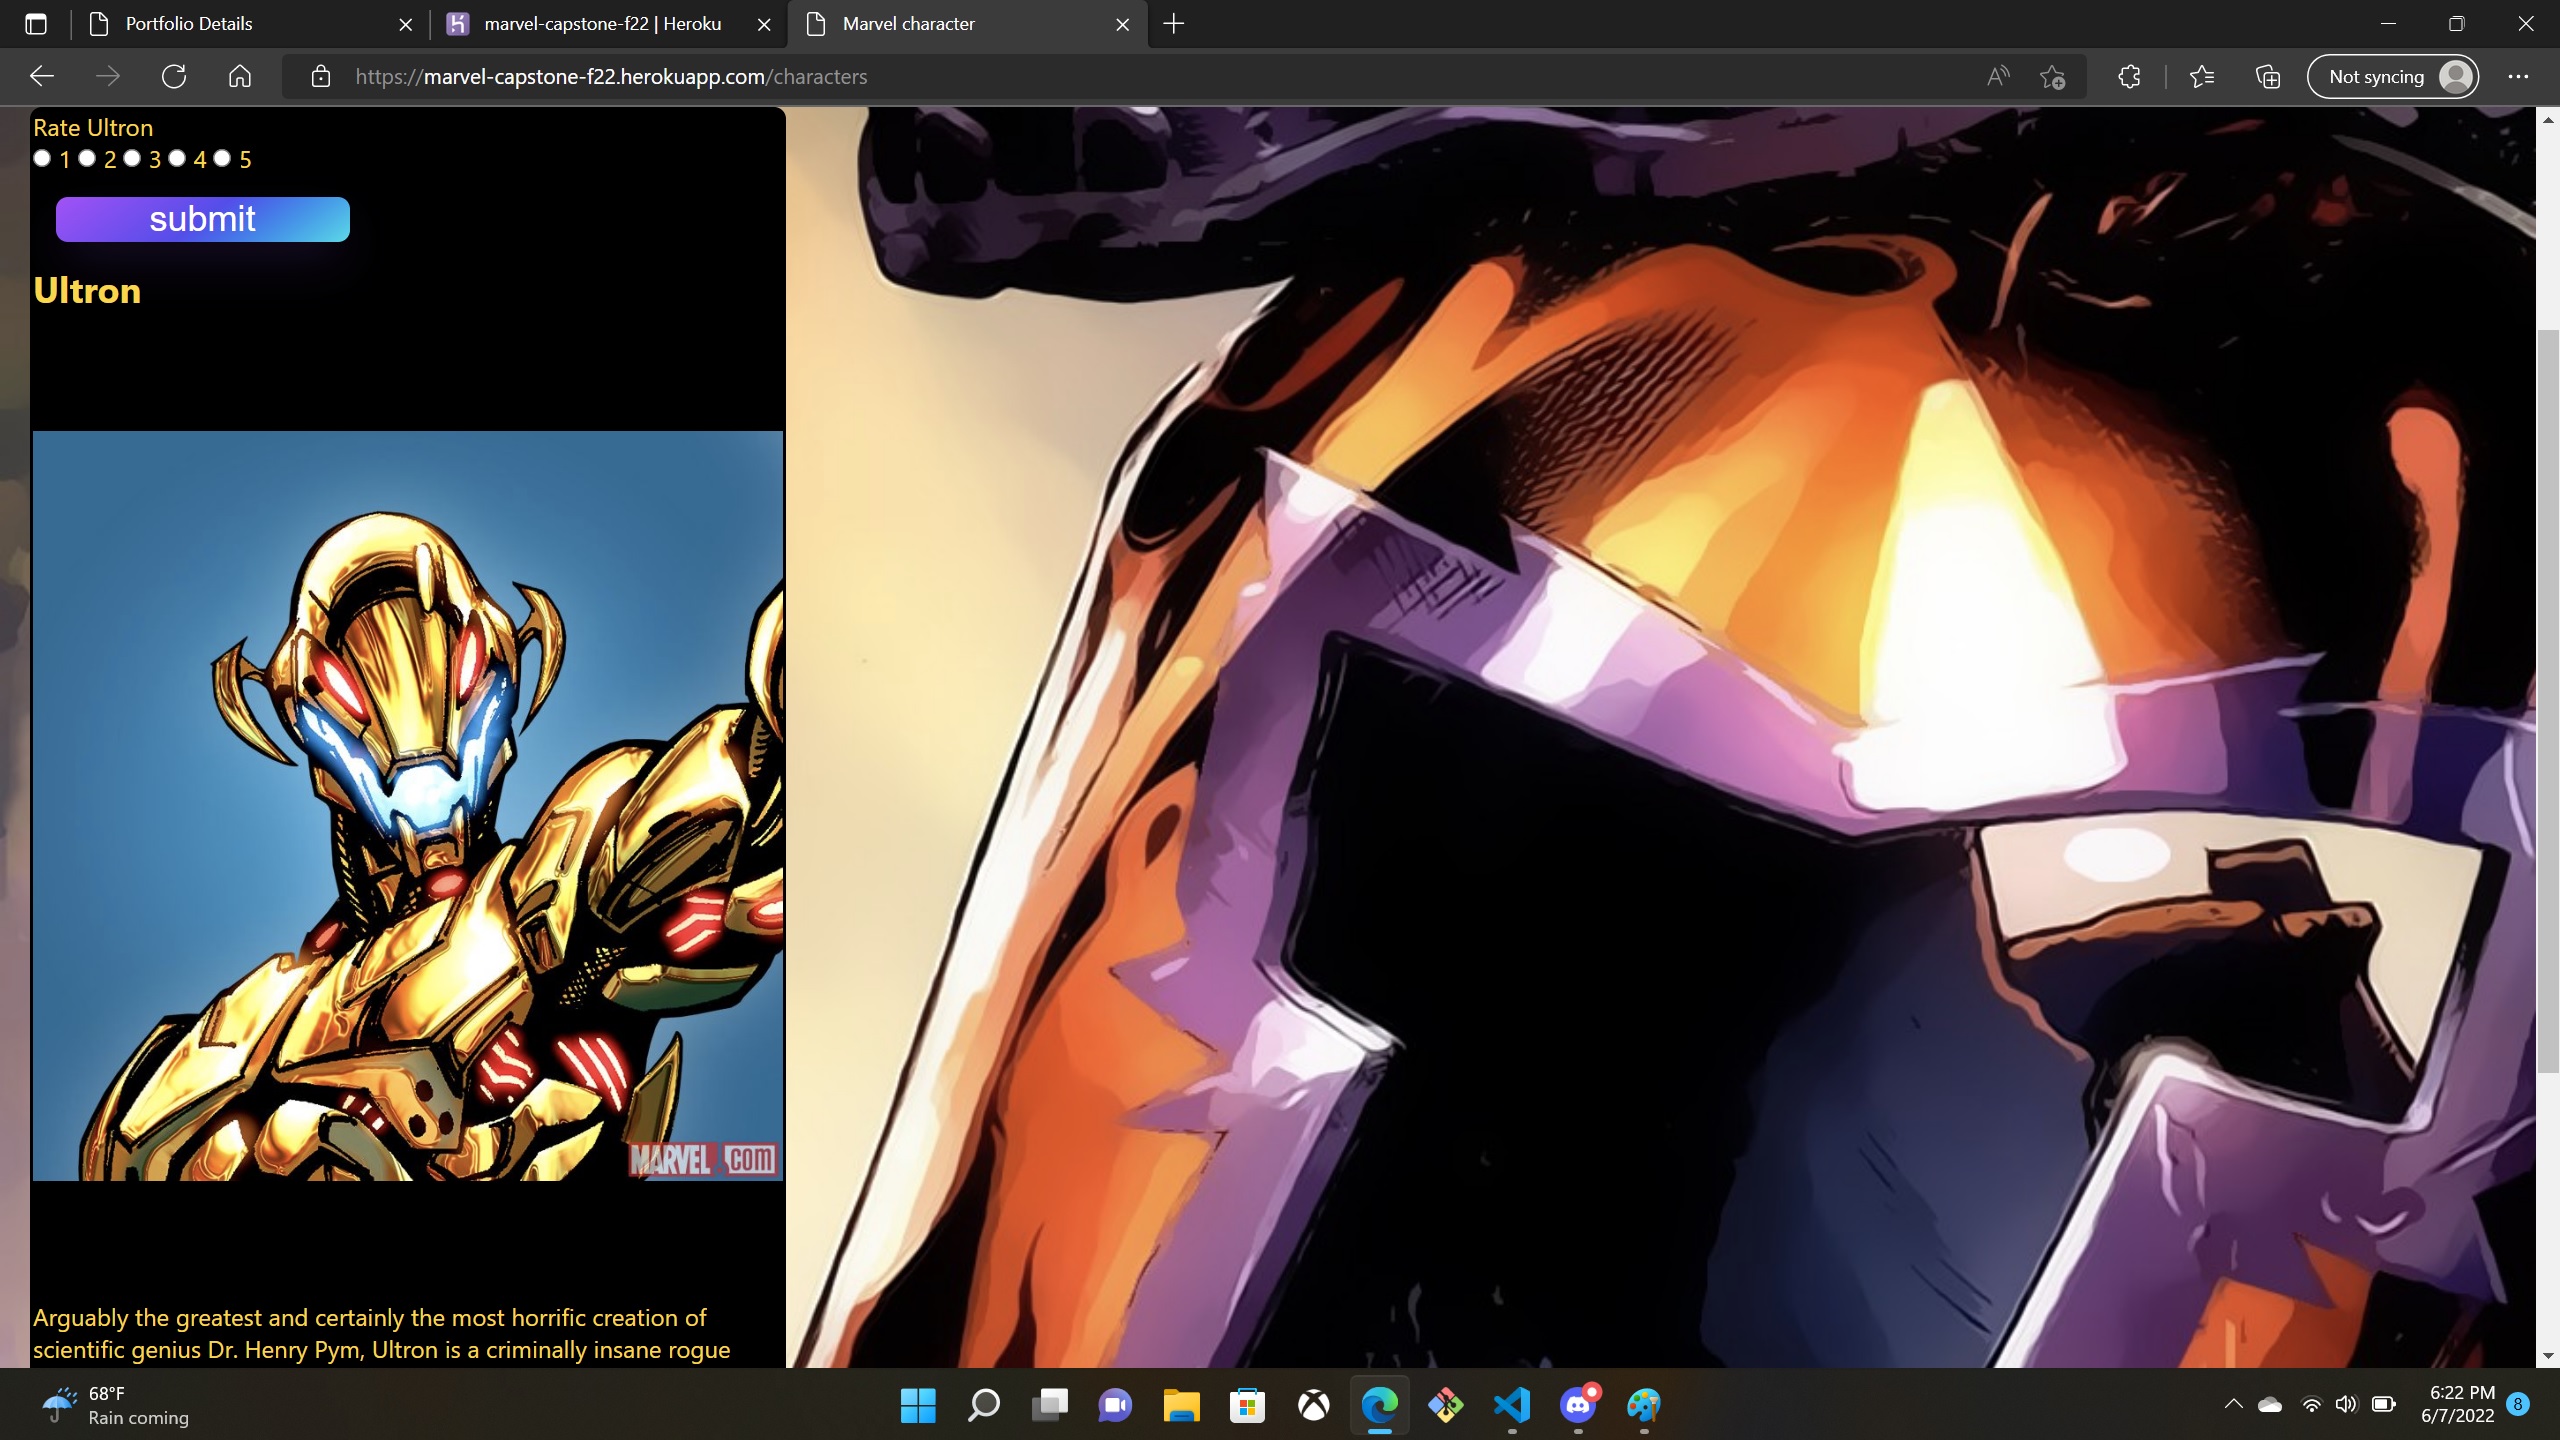 Portfolio Details
marvel-capstone-f22 | Heroku
Marvel character
https://marvel-capstone-f22.herokuapp.com/characters
Not syncing
Rate Ultron
1 2 3 4 5
submit
Ultron
MARVEL.com
Arguably the greatest and certainly the most horrific creation of
scientific genius Dr. Henry Pym, Ultron is a criminally insane rogue
68°F
Rain coming
6:22 PM
6/7/2022
8